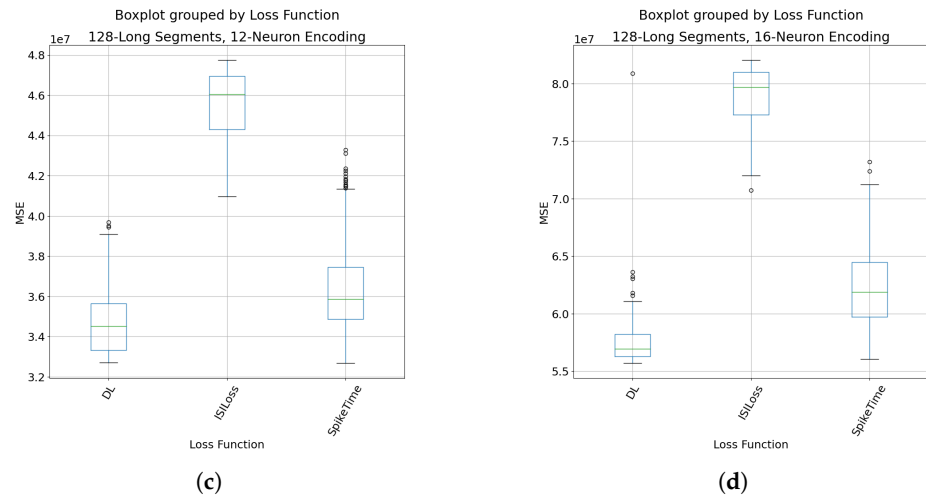 Boxplot grouped by Loss Function
128-Long Segments, 12-Neuron Encoding
1e7
4.8
4.6
4.4
4.2
4.0
3.8
3.6
3.4
3.2
MSE
DL
ISILoss
SpikeTime
Loss Function
(c)
Boxplot grouped by Loss Function
128-Long Segments, 16-Neuron Encoding
1e7
8.0
7.5
7.0
6.5
6.0
5.5
MSE
DL
ISILoss
SpikeTime
Loss Function
(d)